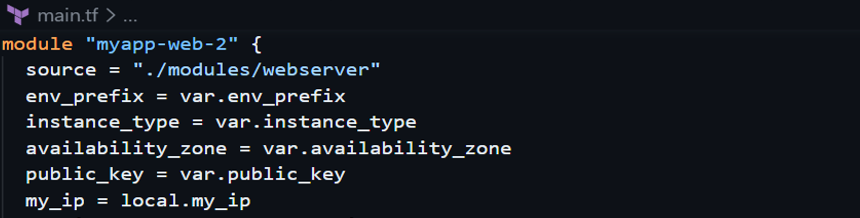 main.tf > ...
module "myapp-web-2" {
  source = "./modules/webserver"
  env_prefix = var.env_prefix
  instance_type = var.instance_type
  availability_zone = var.availability_zone
  public_key = var.public_key
  my_ip = local.my_ip